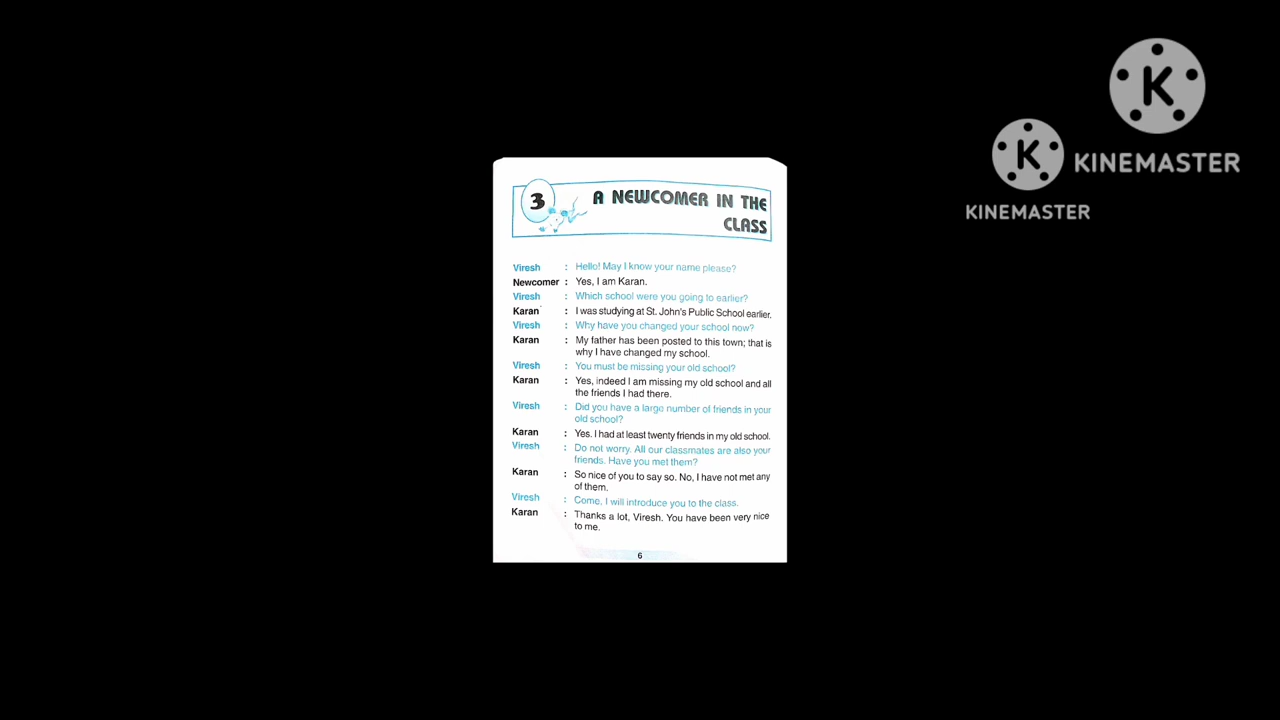 K
KINEMASTER
K
KINEMASTER
3
A NEWCOMER IN THE
CLASS
Viresh : Hello! May I know your name please?
Newcomer : Yes, I am Karan.
Viresh : Which school were you going to earlier?
Karan : I was studying at St. John's Public School earlier.
Viresh : Why have you changed your school now?
Karan : My father has been posted to this town; that is
why I have changed my school.
Viresh : You must be missing your old school?
Karan : Yes, indeed I am missing my old school and all
the friends I had there.
Viresh : Did you have a large number of friends in your
old school?
Karan : Yes. I had at least twenty friends in my old school.
Viresh : Do not worry. All our classmates are also your
friends. Have you met them?
Karan : So nice of you to say so. No, I have not met any
of them.
Viresh : Come, I will introduce you to the class.
Karan : Thanks a lot, Viresh. You have been very nice
to me.
6